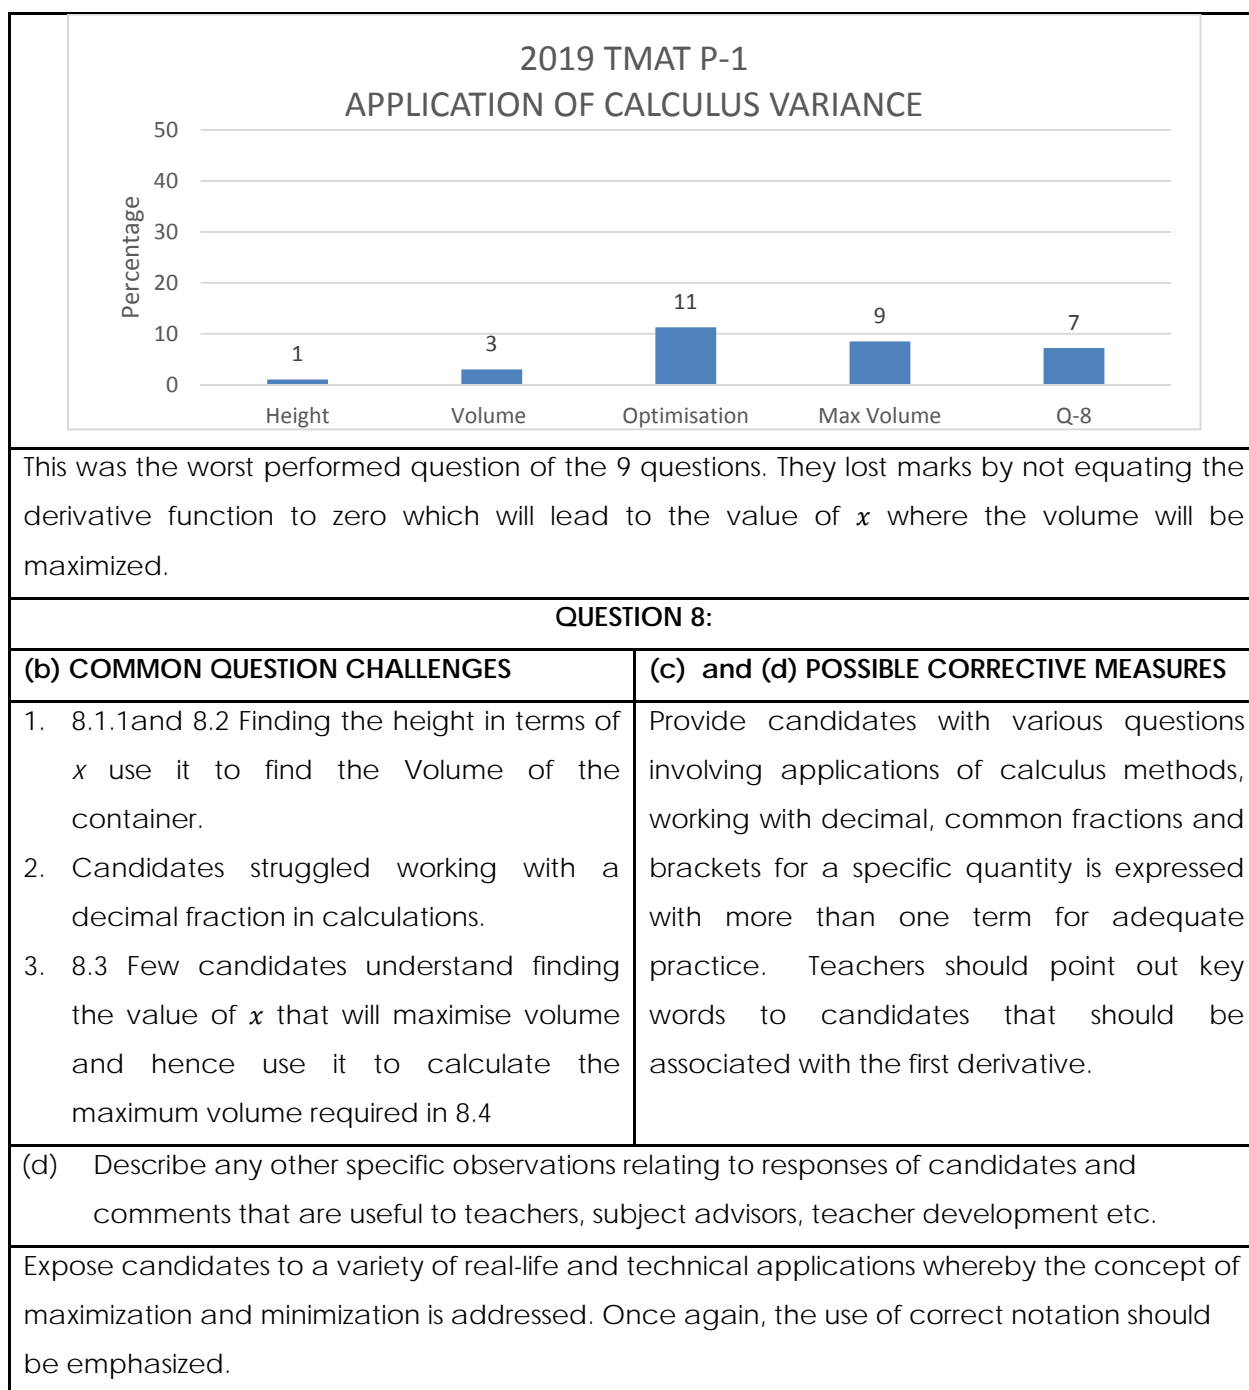 2019 TMAT P-1
APPLICATION OF CALCULUS VARIANCE
Percentage
50
40
30
20
10
0
1
3
11
9
7
Height
Volume
Optimisation
Max Volume
Q-8
This was the worst performed question of the 9 questions. They lost marks by not equating the
derivative function to zero which will lead to the value of x where the volume will be
maximized.
QUESTION 8:
(b) COMMON QUESTION CHALLENGES
1. 8.1.1and 8.2 Finding the height in terms of
x use it to find the Volume of the
container.
2. Candidates struggled working with a
decimal fraction in calculations.
3. 8.3 Few candidates understand finding
the value of x that will maximise volume
and hence use it to calculate the
maximum volume required in 8.4
(c) and (d) POSSIBLE CORRECTIVE MEASURES
Provide candidates with various questions
involving applications of calculus methods,
working with decimal, common fractions and
brackets for a specific quantity is expressed
with more than one term for adequate
practice. Teachers should point out key
words to candidates that should be
associated with the first derivative.
(d) Describe any other specific observations relating to responses of candidates and
comments that are useful to teachers, subject advisors, teacher development etc.
Expose candidates to a variety of real-life and technical applications whereby the concept of
maximization and minimization is addressed. Once again, the use of correct notation should
be emphasized.